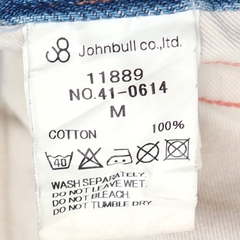 Johnbull co.,ltd.
11889
NO.41-0614
M
COTTON 100%
40
WASH SEPARATELY.
DO NOT LEAVE WET.
DO NOT BLEACH.
DO NOT TUMBLE DRY.